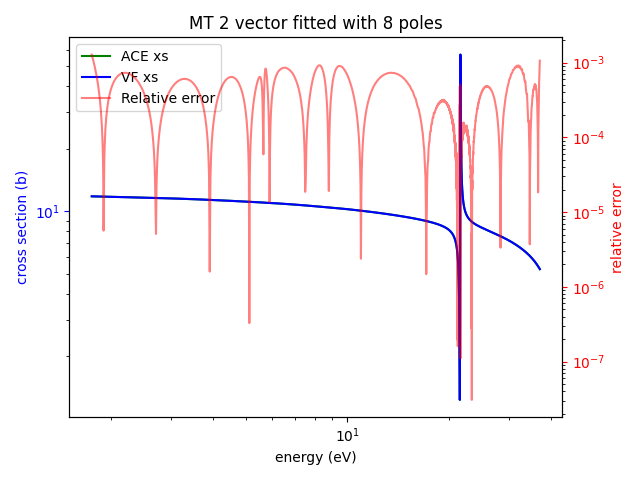 MT 2 vector fitted with 8 poles
ACE xs
VF xs
Relative error
cross section (b)
10¹
10⁻³
10⁻⁴
10⁻⁵
10⁻⁶
10⁻⁷
relative error
10¹
energy (eV)